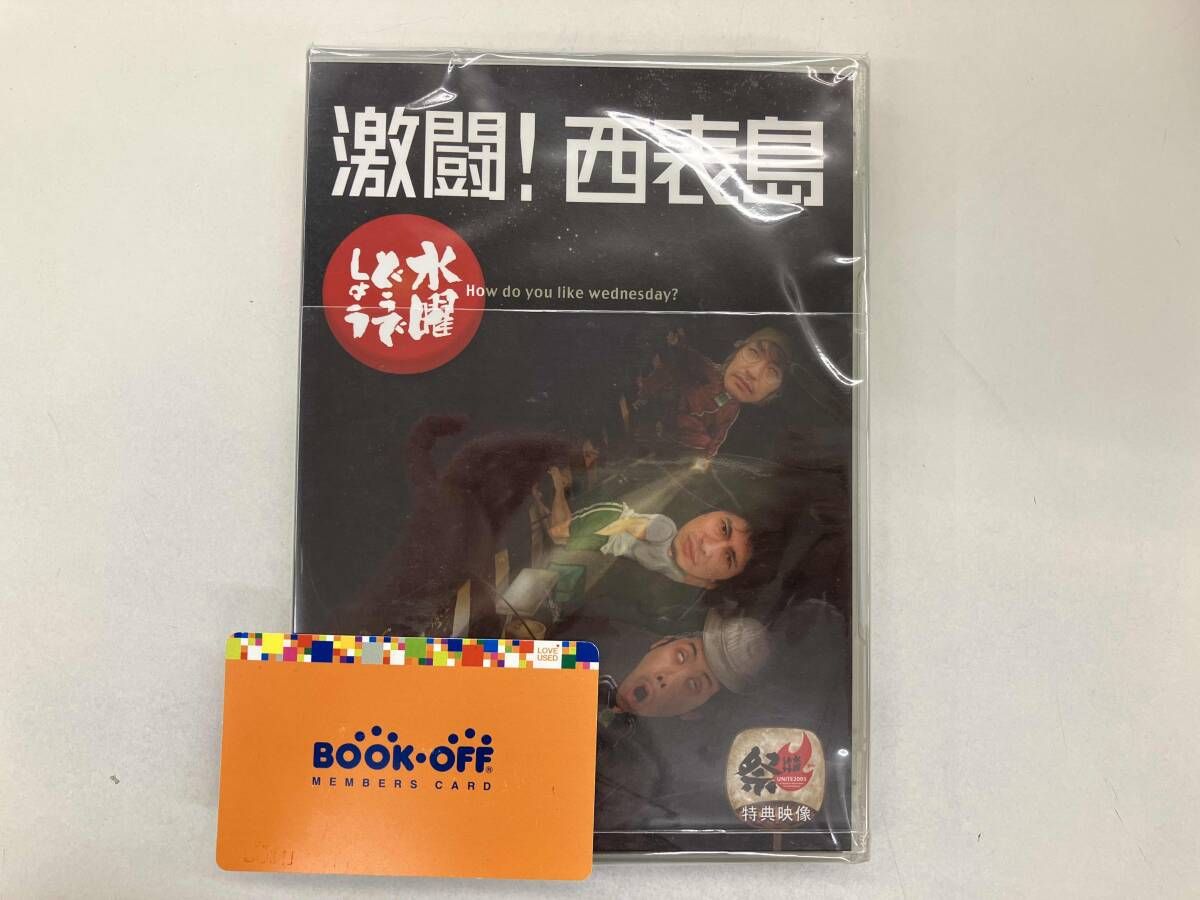 激闘！西表島
水曜
どうで
しょう
How do you like wednesday?
LOVE
USED
BOOK·OFF®
MEMBERS CARD
祭
UNITE2005
特典映像